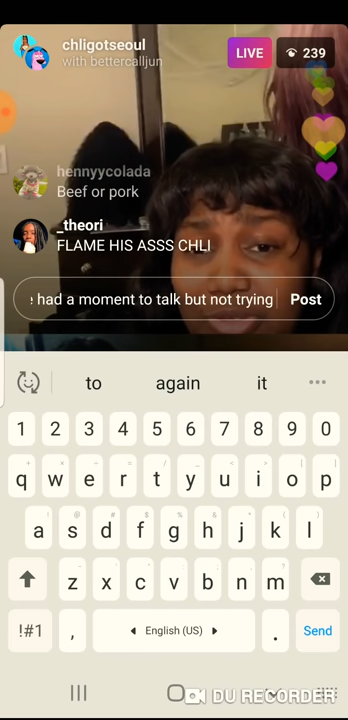 chligotseoul
LIVE
239
with bettercalljun
hennyycolada
Beef or pork
_theori
FLAME HIS ASSS CHLI
had a moment to talk but not trying
Post
to again it
1 2 3 4 5 6 7 8 9 0
q w e r t y u i o p
a s d f g h j k l
z x c v b n m
!#1 , English (US) . Send
DU RECORDER